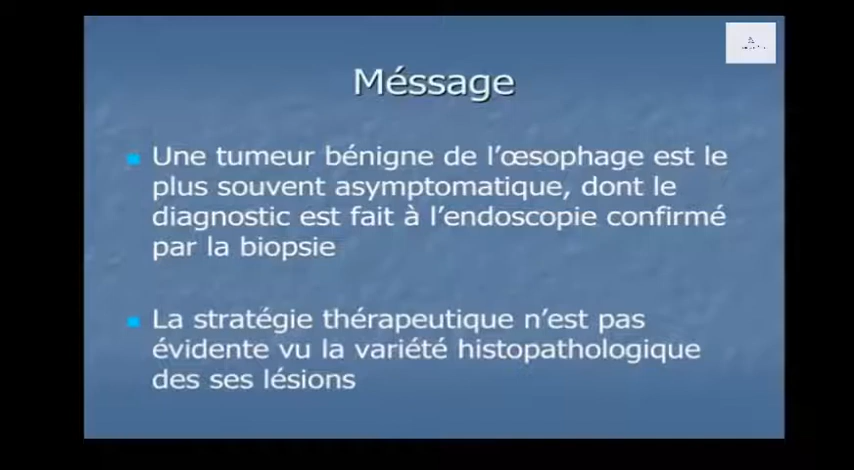 Méssage
Une tumeur bénigne de l'œsophage est le
plus souvent asymptomatique, dont le
diagnostic est fait à l'endoscopie confirmé
par la biopsie
La stratégie thérapeutique n'est pas
évidente vu la variété histopathologique
des ses lésions